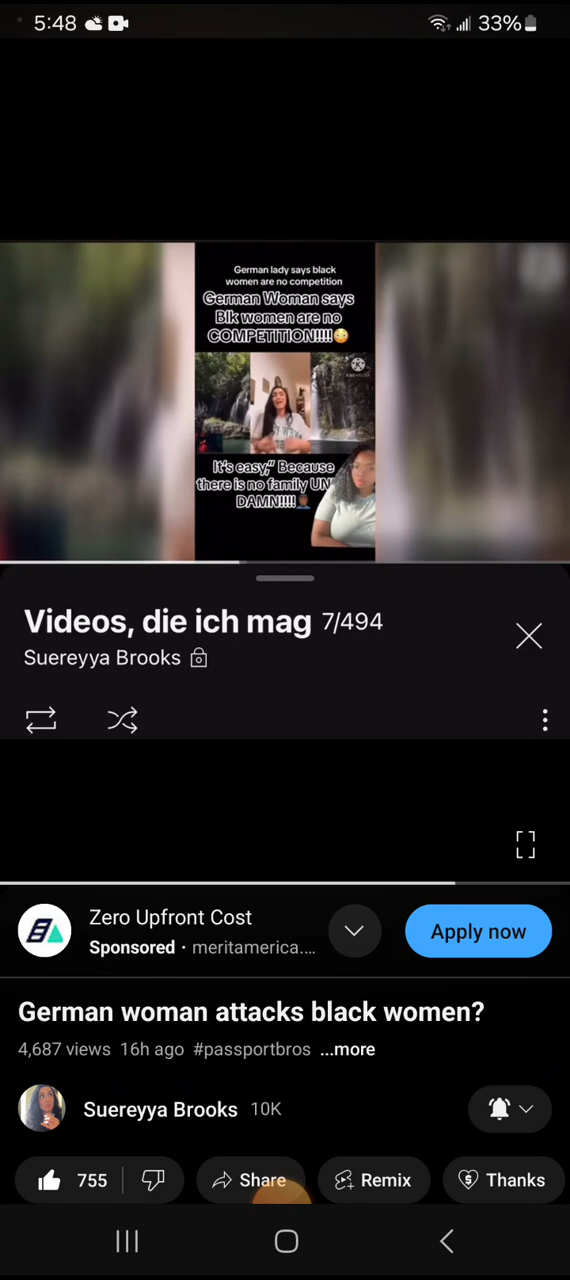 5:48
33%
German lady says black
women are no competition
German Woman says
Blk women are no
COMPETITION!!!!😳
It's easy," Because
there is no family UN
DAMN!!!!🤦🏾‍♂️
Videos, die ich mag 7/494
Suereyya Brooks
Zero Upfront Cost
Sponsored · meritamerica....
Apply now
German woman attacks black women?
4,687 views 16h ago #passportbros ...more
Suereyya Brooks 10K
755
Share
Remix
Thanks